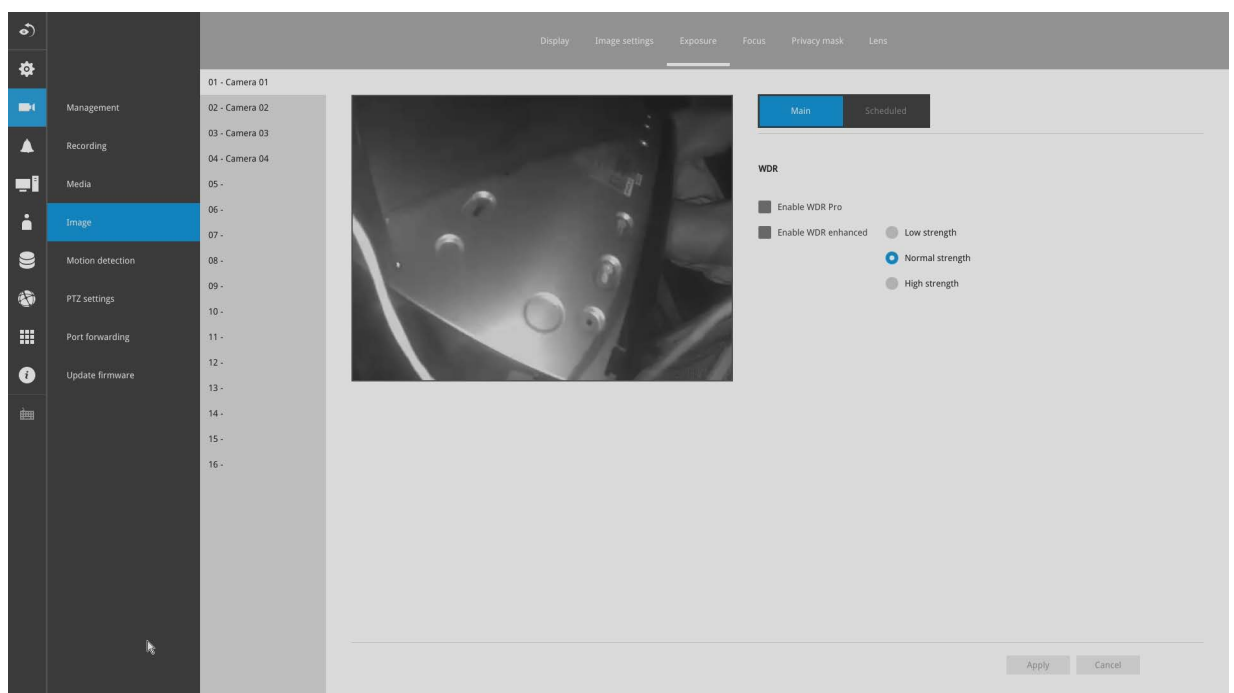 Display Image settings Exposure Focus Privacy mask Lens
Management
Recording
Media
Image
Motion detection
PTZ settings
Port forwarding
Update firmware
01 - Camera 01
02 - Camera 02
03 - Camera 03
04 - Camera 04
05 -
06 -
07 -
08 -
09 -
10 -
11 -
12 -
13 -
14 -
15 -
16 -
Main Scheduled
WDR
Enable WDR Pro
Enable WDR enhanced
Low strength
Normal strength
High strength
Apply Cancel